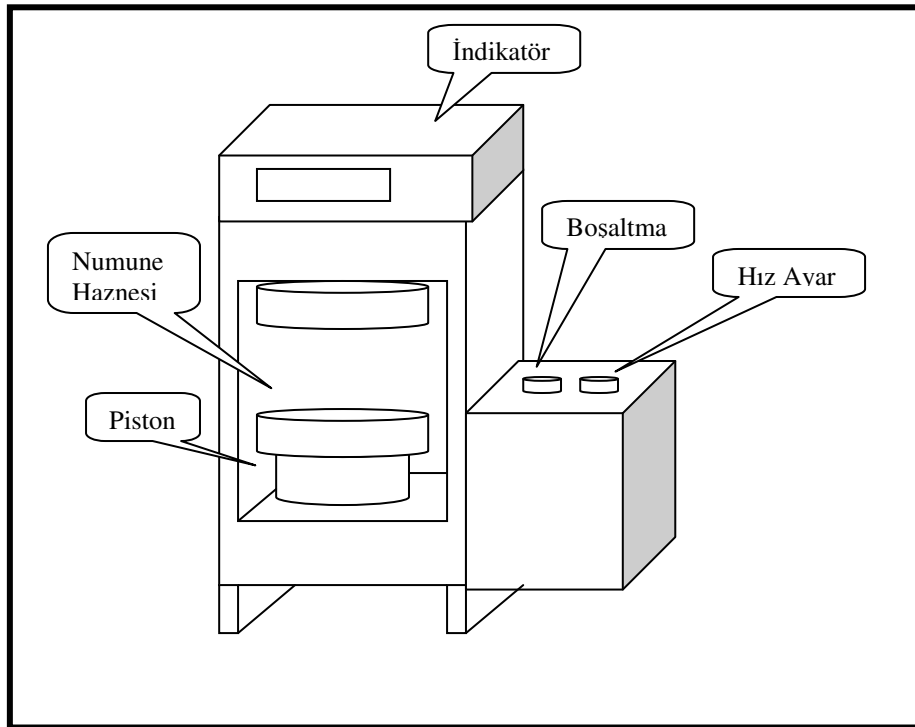 İndikatör
Boşaltma
Numune
Haznesi
Hız Ayar
Piston